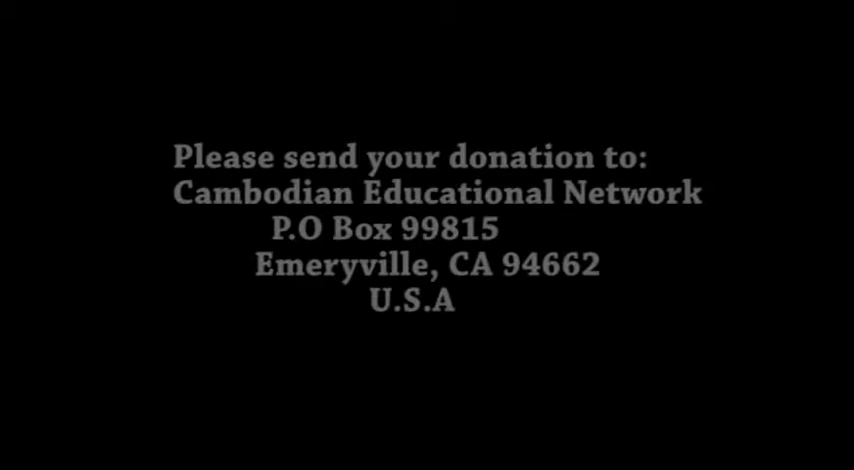 Please send your donation to:
Cambodian Educational Network
P.O Box 99815
Emeryville, CA 94662
U.S.A